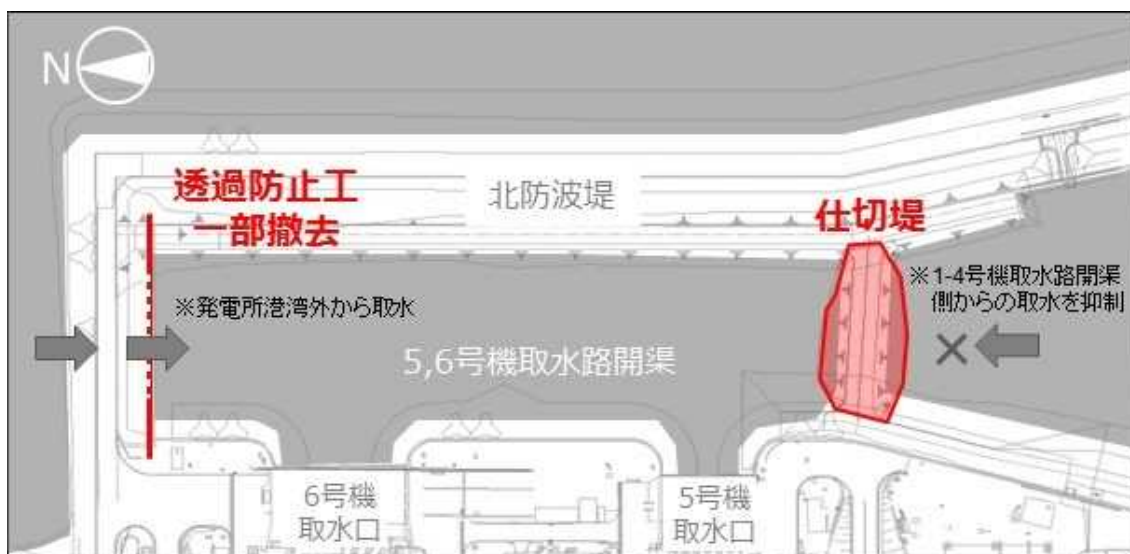 N
透過防止工
一部撤去
北防波堤
仕切堤
※発電所港湾外から取水
※1-4号機取水路開渠
側からの取水を抑制
5,6号機取水路開渠
6号機
取水口
5号機
取水口